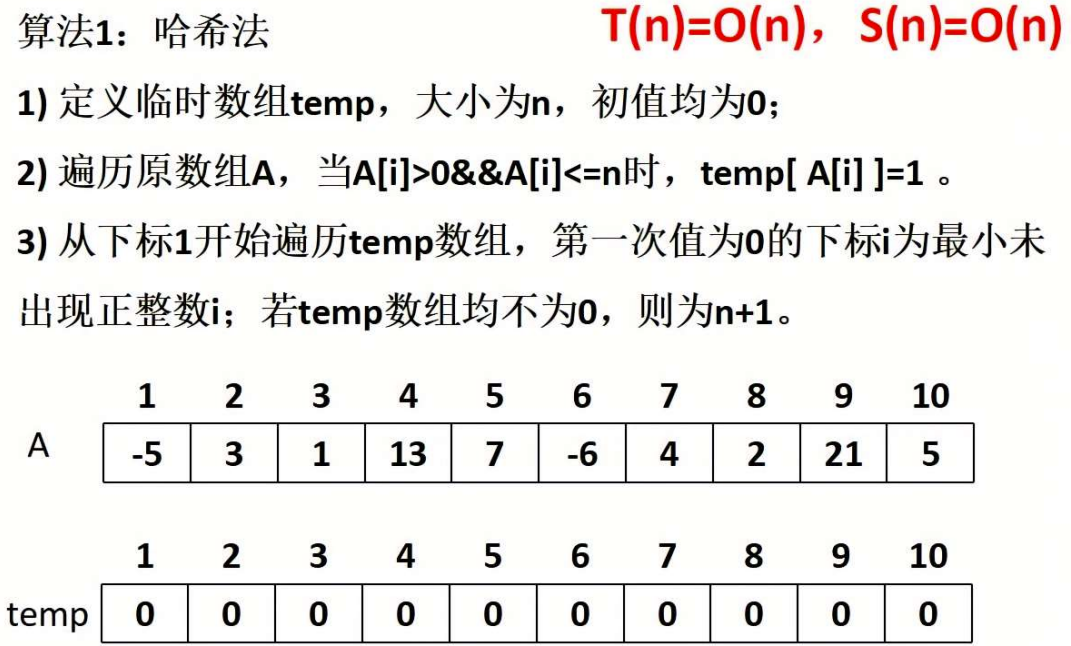 算法1：哈希法 T(n)=O(n)，S(n)=O(n)
1) 定义临时数组temp，大小为n，初值均为0；
2) 遍历原数组A，当A[i]>0&&A[i]<=n时，temp[ A[i] ]=1 。
3) 从下标1开始遍历temp数组，第一次值为0的下标i为最小未
出现正整数i；若temp数组均不为0，则为n+1。
1 2 3 4 5 6 7 8 9 10
A -5 3 1 13 7 -6 4 2 21 5
1 2 3 4 5 6 7 8 9 10
temp 0 0 0 0 0 0 0 0 0 0